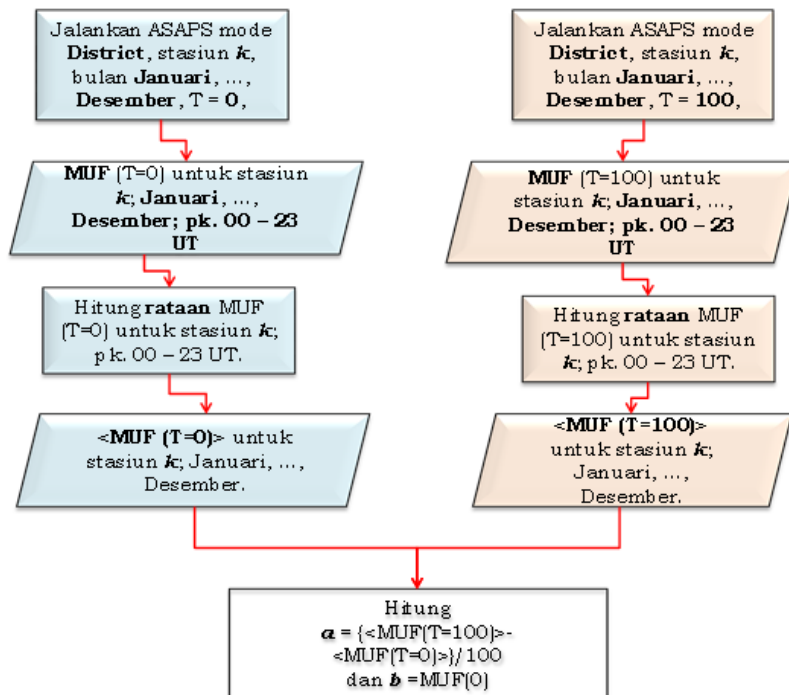 Jalankan ASAPS mode
District, stasiun k,
bulan Januari, ...,
Desember, T = 0,
MUF (T=0) untuk stasiun
k; Januari, ...,
Desember; pk. 00 – 23
UT
Hitung rataan MUF
(T=0) untuk stasiun k;
pk. 00 – 23 UT.
<MUF (T=0)> untuk
stasiun k; Januari, ...,
Desember.
Jalankan ASAPS mode
District, stasiun k,
bulan Januari, ...,
Desember, T = 100,
MUF (T=100) untuk
stasiun k; Januari, ...,
Desember; pk. 00 – 23
UT
Hitung rataan MUF
(T=100) untuk stasiun
k; pk. 00 – 23 UT.
<MUF (T=100)>
untuk stasiun k;
Januari, ...,
Desember.
Hitung
a = {<MUF(T=100)>-
<MUF(T=0)>}/100
dan b =MUF(0)